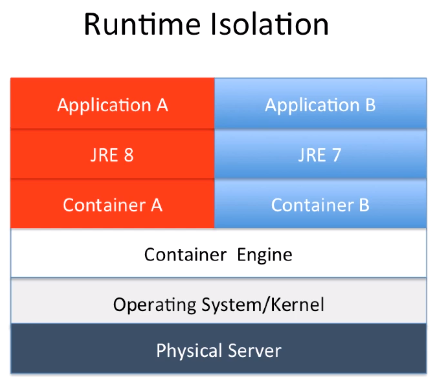 Runtime Isolation
Application A
Application B
JRE 8
JRE 7
Container A
Container B
Container Engine
Operating System/Kernel
Physical Server